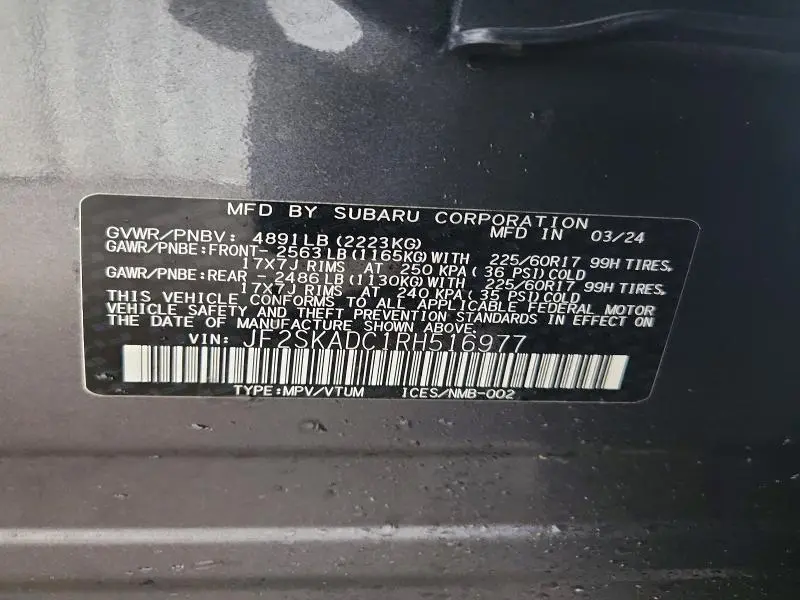 MFD BY SUBARU CORPORATION
GVWR/PNBV: 4891LB(2223KG) MFD IN 03/24
GAWR/PNBE:FRONT- 2563LB(1165KG)WITH 225/60R17 99H TIRES,
17X7J RIMS AT 250 KPA(36 PSI)COLD
GAWR/PNBE:REAR - 2486LB(1130KG)WITH 225/60R17 99H TIRES,
17X7J RIMS AT 240 KPA(35 PSI)COLD
THIS VEHICLE CONFORMS TO ALL APPLICABLE FEDERAL MOTOR
VEHICLE SAFETY AND THEFT PREVENTION STANDARDS IN EFFECT ON
THE DATE OF MANUFACTURE SHOWN ABOVE.
VIN: JF2SKADC1RH516977
TYPE:MPV/VTUM ICES/NMB-002